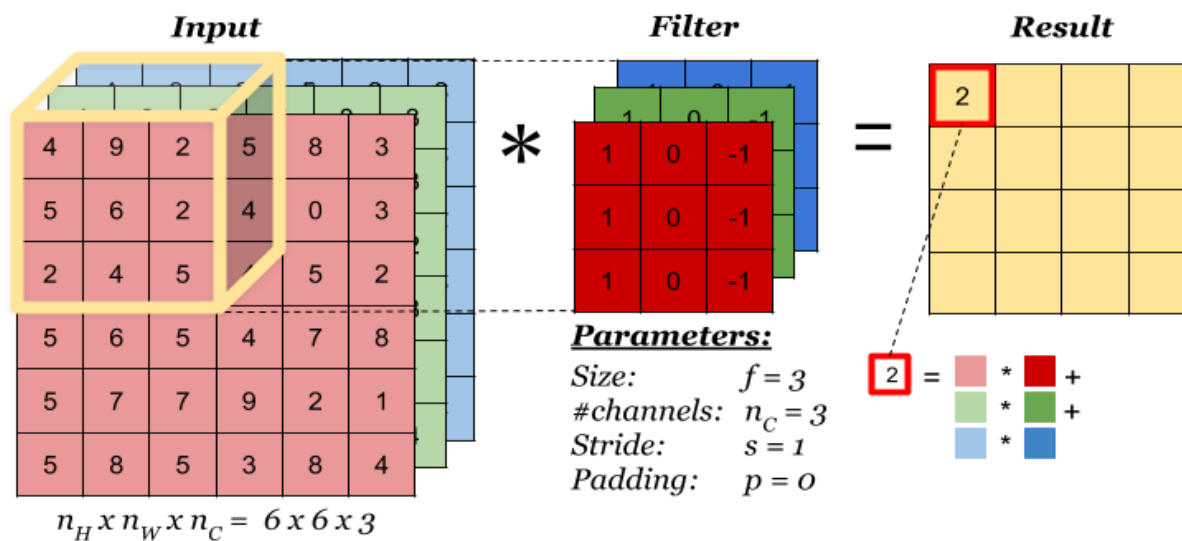 Input Filter Result
4 9 2 5 8 3
5 6 2 4 0 3
2 4 5 5 2
5 6 5 4 7 8
5 7 7 9 2 1
5 8 5 3 8 4
n_H x n_W x n_C = 6 x 6 x 3
*
1 0 -1
1 0 -1
1 0 -1
1 0 -1
Parameters:
Size: f = 3
#channels: n_C = 3
Stride: s = 1
Padding: p = 0
=
2
2 = * +
* +
*